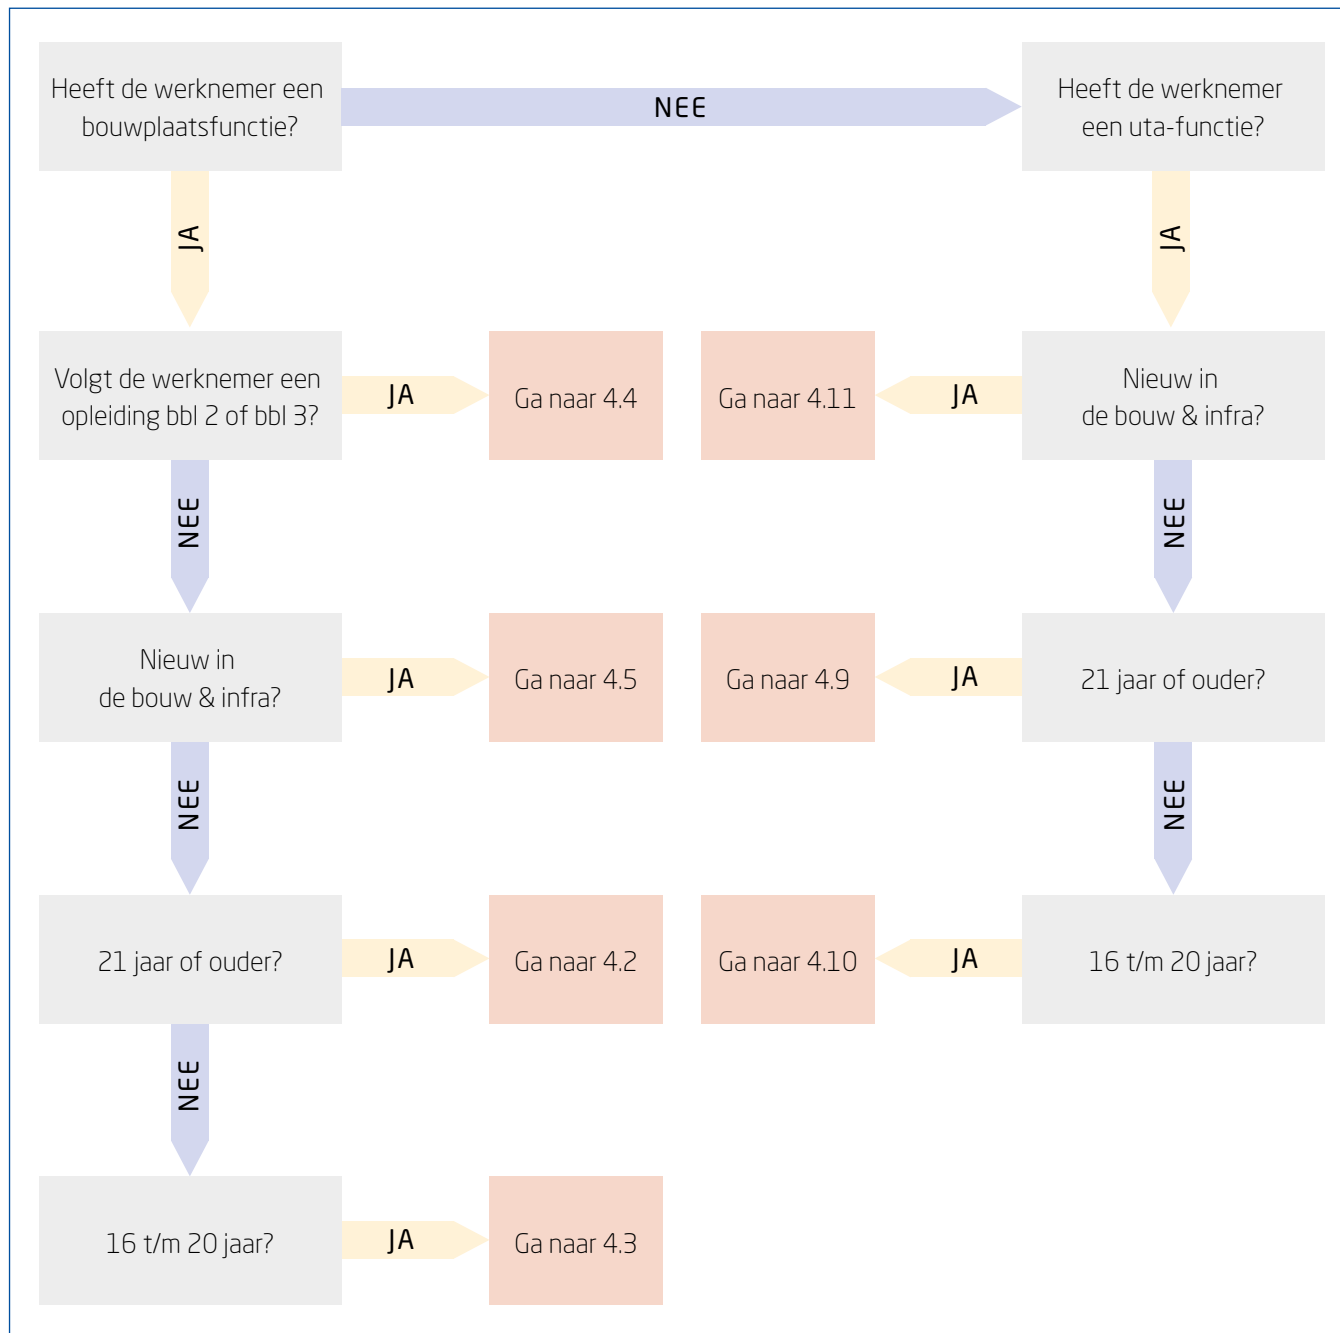 Heeft de werknemer een
bouwplaatsfunctie?
NEE
Heeft de werknemer
een uta-functie?
JA
JA
Volgt de werknemer een
opleiding bbl 2 of bbl 3?
JA
Ga naar 4.4
Ga naar 4.11
JA
Nieuw in
de bouw & infra?
NEE
NEE
Nieuw in
de bouw & infra?
JA
Ga naar 4.5
Ga naar 4.9
JA
21 jaar of ouder?
NEE
NEE
21 jaar of ouder?
JA
Ga naar 4.2
Ga naar 4.10
JA
16 t/m 20 jaar?
NEE
16 t/m 20 jaar?
JA
Ga naar 4.3